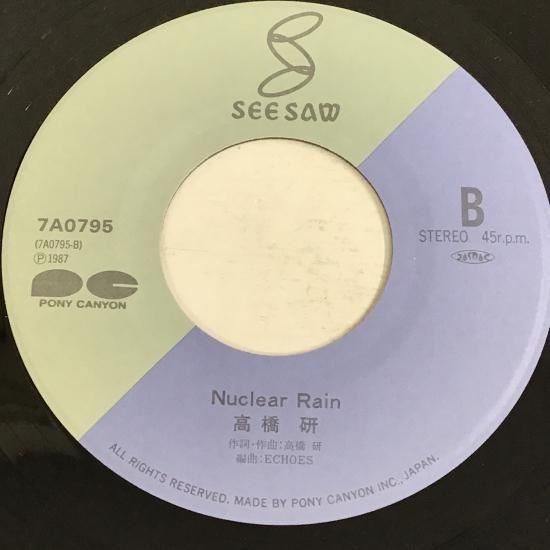 SEESAW
7A0795
(7A0795-B)
Ⓟ1987
PONY CANYON
B
STEREO 45r.p.m.
JASRAC
Nuclear Rain
高橋 研
作詞・作曲:高橋 研
編曲:ECHOES
ALL RIGHTS RESERVED. MADE BY PONY CANYON INC., JAPAN.